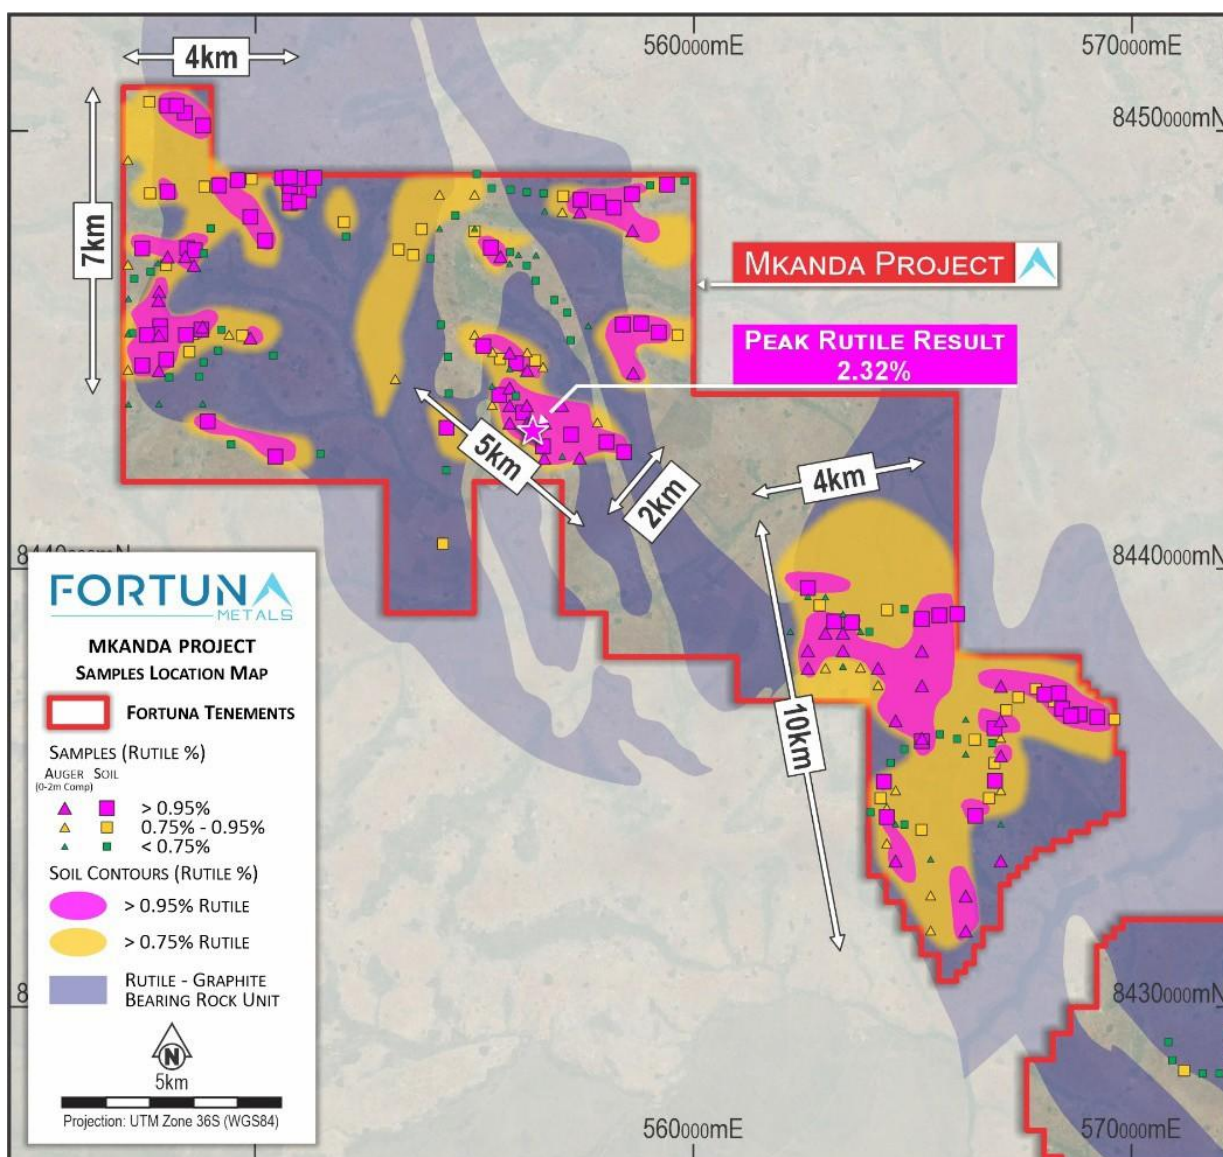 560000mE
570000mE
4km
8450000mN
7km
MKANDA PROJECT
PEAK RUTILE RESULT
2.32%
5km
2km
4km
8440000mN
8440000mN
10km
FORTUNA
METALS
MKANDA PROJECT
SAMPLES LOCATION MAP
FORTUNA TENEMENTS
SAMPLES (RUTILE %)
AUGER SOIL
(0-2m Comp)
> 0.95%
0.75% - 0.95%
< 0.75%
SOIL CONTOURS (RUTILE %)
> 0.95% RUTILE
> 0.75% RUTILE
RUTILE - GRAPHITE
BEARING ROCK UNIT
N
5km
Projection: UTM Zone 36S (WGS84)
8430000mN
560000mE
570000mE